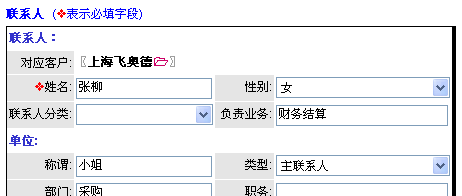 联系人 (❖表示必填字段)
联系人：
对应客户: 〖上海飞奥德〗
❖姓名: 张柳 性别: 女
联系人分类: 负责业务: 财务结算
单位:
称谓: 小姐 类型: 主联系人
部门: 采购 职务: